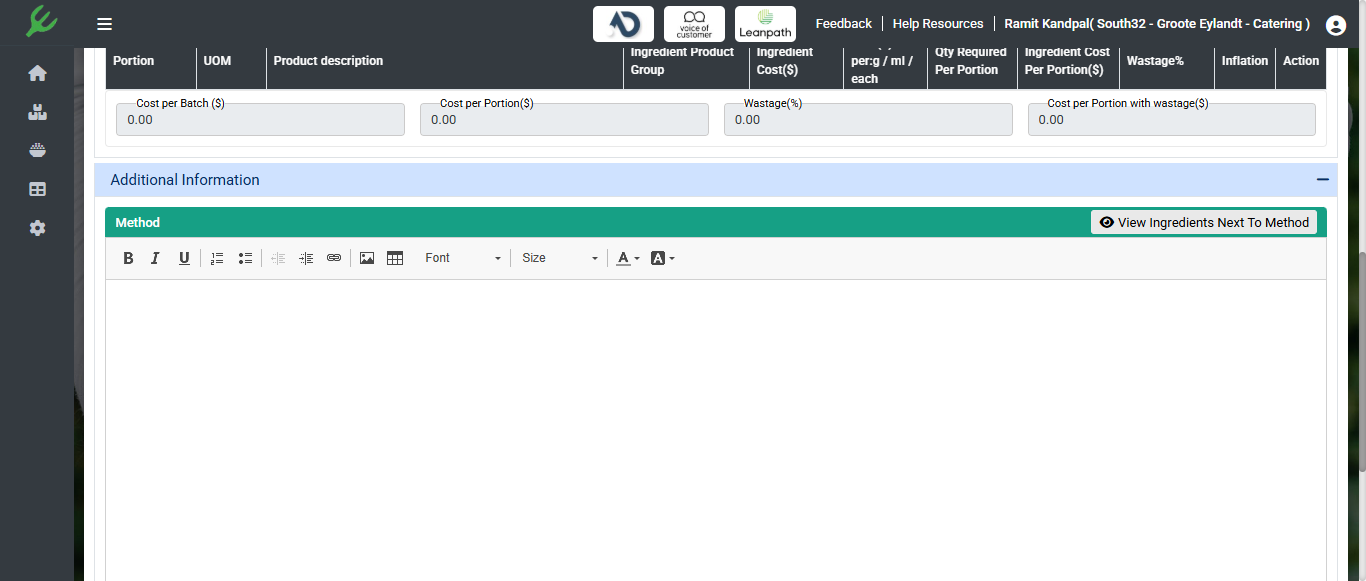 voice of
customer
Leanpath
Feedback
Help Resources
Ramit Kandpal( South32 - Groote Eylandt - Catering )
Portion
UOM
Product description
Ingredient Product
Group
Ingredient
Cost($)
per:g / ml /
each
Qty Required
Per Portion
Ingredient Cost
Per Portion($)
Wastage%
Inflation
Action
Cost per Batch ($)
0.00
Cost per Portion($)
0.00
Wastage(%)
0.00
Cost per Portion with wastage($)
0.00
Additional Information
Method
View Ingredients Next To Method
B I U
Font
Size
A
A